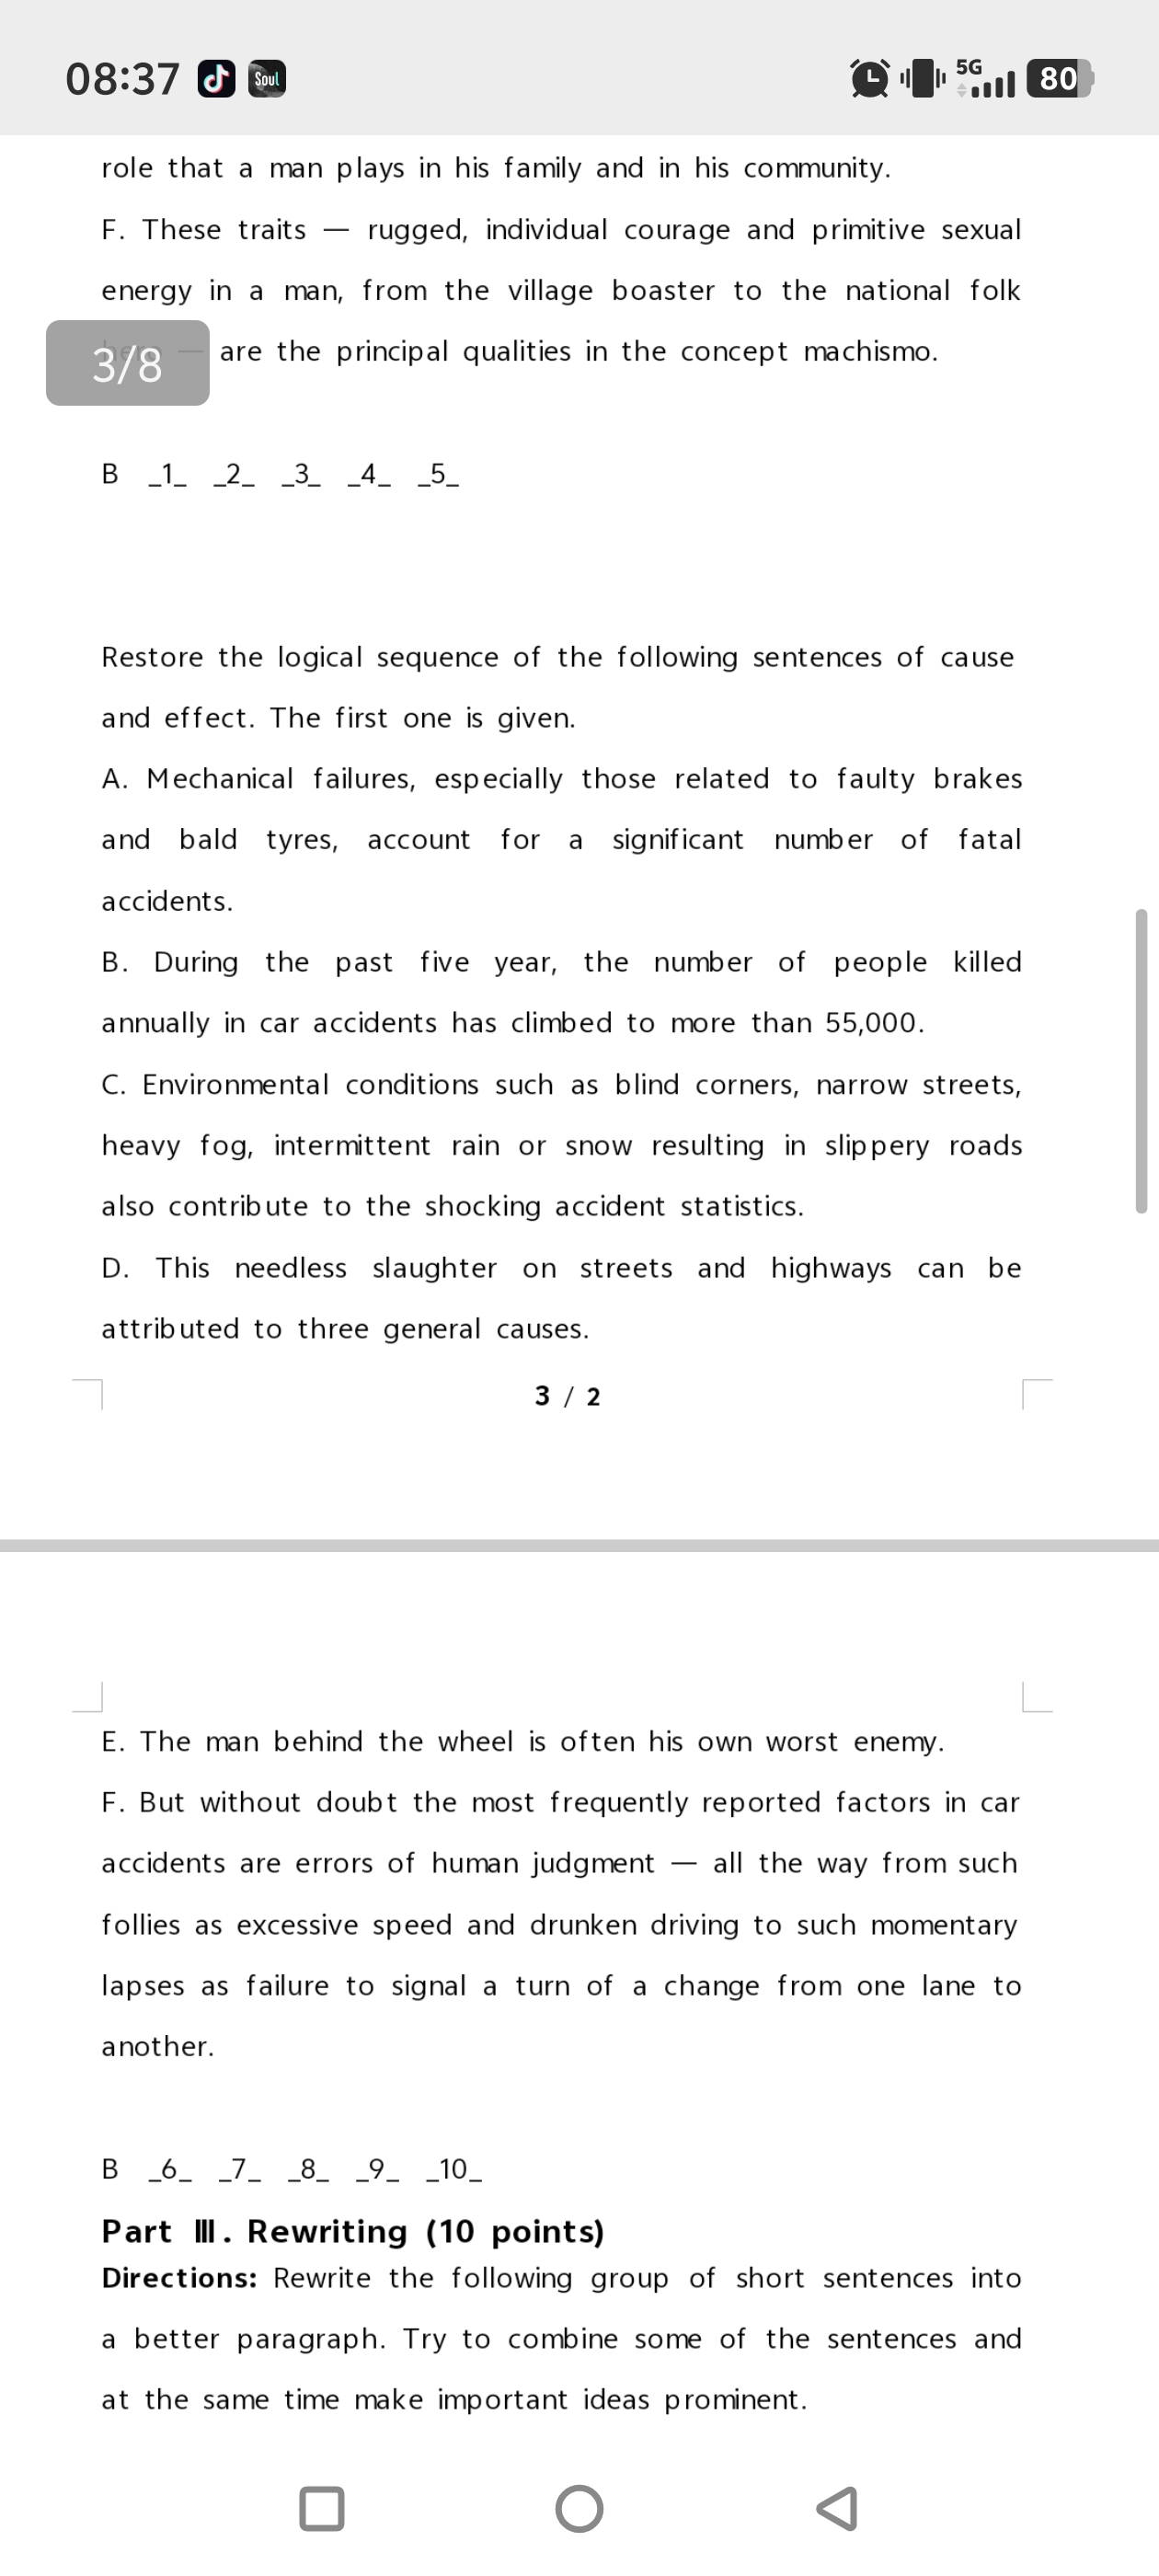 08:37
Soul
5G
80
role that a man plays in his family and in his community.
F. These traits — rugged, individual courage and primitive sexual
energy in a man, from the village boaster to the national folk
3/8
— are the principal qualities in the concept machismo.
B _1_ _2_ _3_ _4_ _5_
Restore the logical sequence of the following sentences of cause
and effect. The first one is given.
A. Mechanical failures, especially those related to faulty brakes
and bald tyres, account for a significant number of fatal
accidents.
B. During the past five year, the number of people killed
annually in car accidents has climbed to more than 55,000.
C. Environmental conditions such as blind corners, narrow streets,
heavy fog, intermittent rain or snow resulting in slippery roads
also contribute to the shocking accident statistics.
D. This needless slaughter on streets and highways can be
attributed to three general causes.
3 / 2
E. The man behind the wheel is often his own worst enemy.
F. But without doubt the most frequently reported factors in car
accidents are errors of human judgment — all the way from such
follies as excessive speed and drunken driving to such momentary
lapses as failure to signal a turn of a change from one lane to
another.
B _6_ _7_ _8_ _9_ _10_
Part Ⅲ. Rewriting (10 points)
Directions: Rewrite the following group of short sentences into
a better paragraph. Try to combine some of the sentences and
at the same time make important ideas prominent.